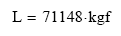 L = 71148·kgf